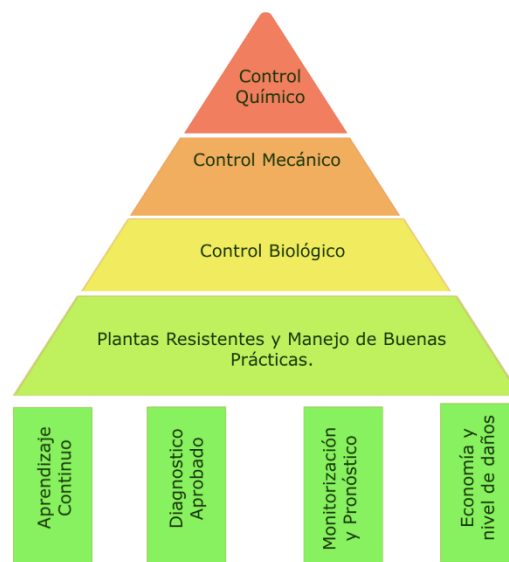 Control
Químico
Control Mecánico
Control Biológico
Plantas Resistentes y Manejo de Buenas
Prácticas.
Aprendizaje
Continuo
Diagnostico
Aprobado
Monitorización
y Pronóstico
Economía y
nivel de daños